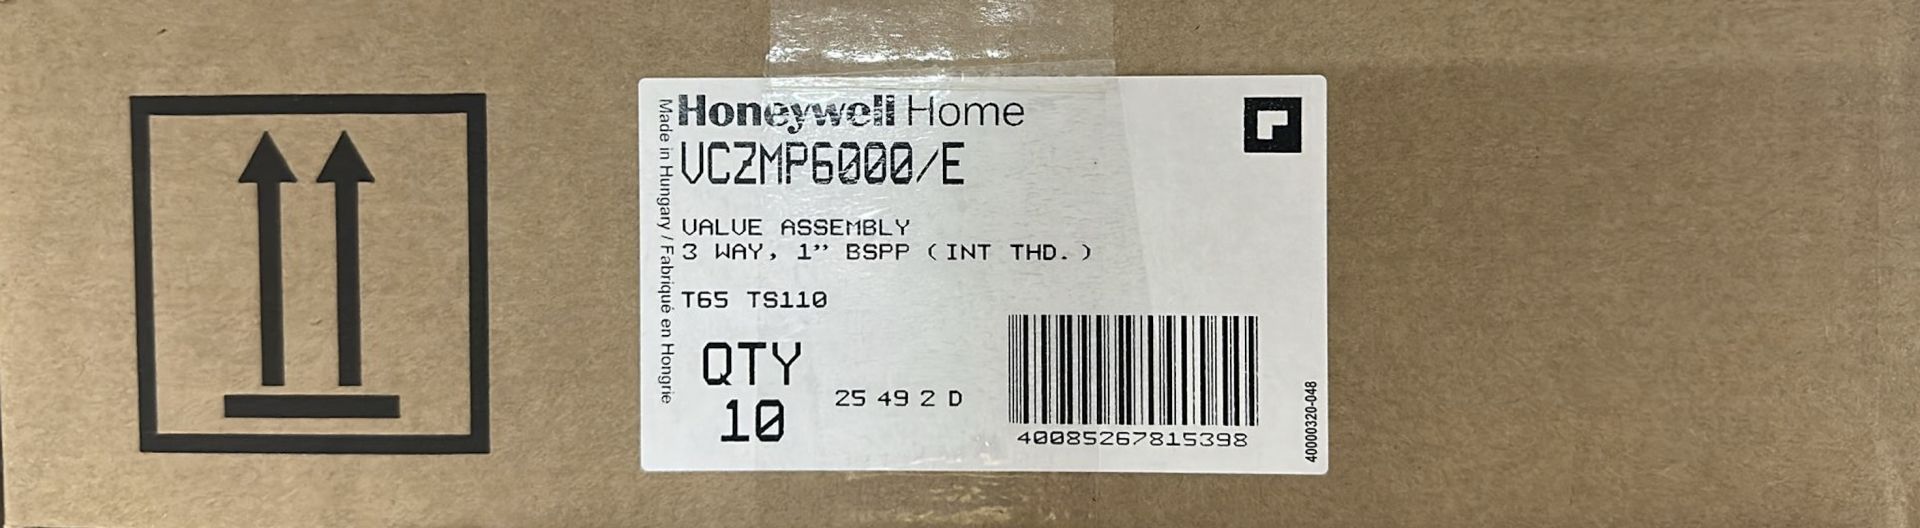 Honeywell Home
VCZMP6000/E
VALVE ASSEMBLY
3 WAY, 1” BSPP (INT THD.)
T65 TS110
QTY
10
25 49 2 D
40085267815398
Made in Hungary / Fabriqué en Hongrie
40000320-048